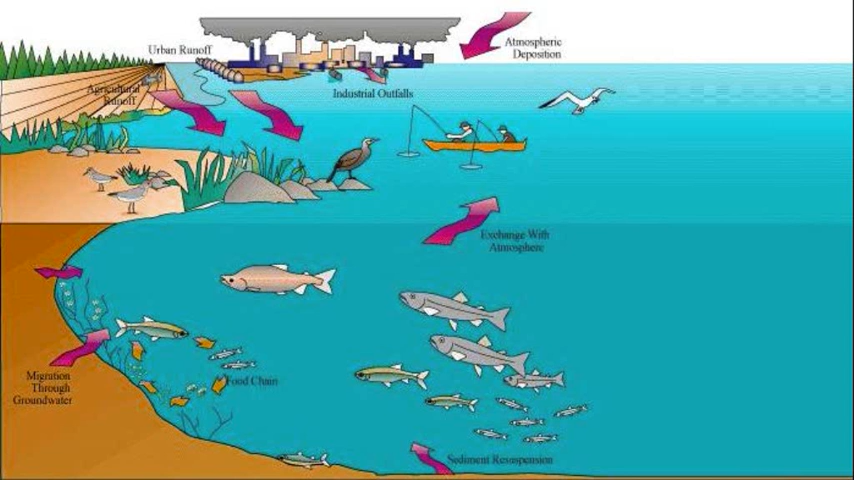 Urban Runoff
Atmospheric
Deposition
Agricultural
Runoff
Industrial Outfalls
Exchange With
Atmosphere
Migration
Through
Groundwater
Food Chain
Sediment Resuspension